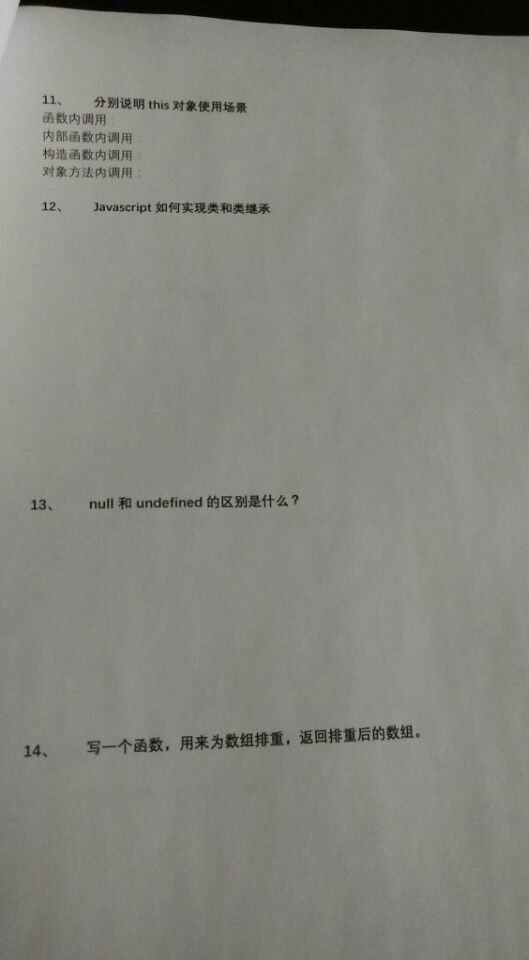 11、 分别说明 this 对象使用场景
函数内调用：
内部函数内调用：
构造函数内调用：
对象方法内调用：
12、 Javascript 如何实现类和类继承
13、 null 和 undefined 的区别是什么？
14、 写一个函数，用来为数组排重，返回排重后的数组。